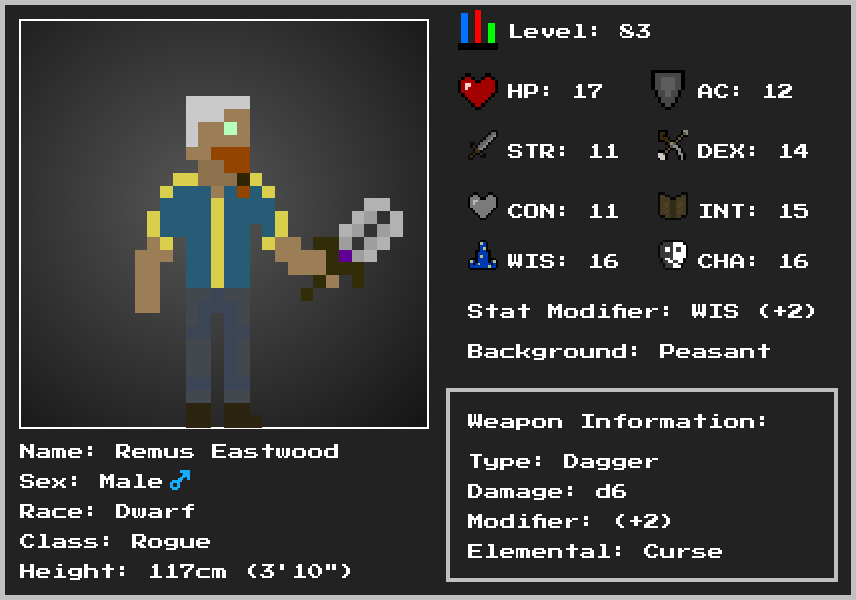 Level: 83
HP: 17
AC: 12
STR: 11
DEX: 14
CON: 11
INT: 15
WIS: 16
CHA: 16
Stat Modifier: WIS (+2)
Background: Peasant
Name: Remus Eastwood
Sex: Male♂
Race: Dwarf
Class: Rogue
Height: 117cm (3'10")
Weapon Information:
Type: Dagger
Damage: d6
Modifier: (+2)
Elemental: Curse